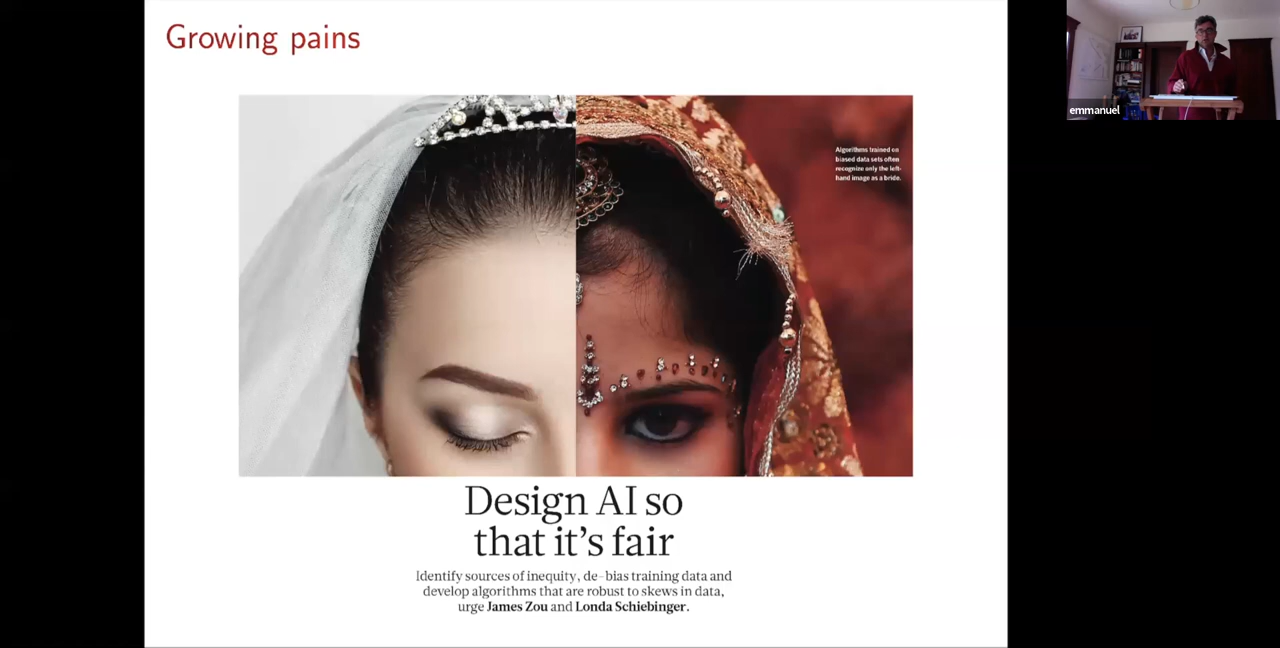 Growing pains
emmanuel
Algorithms trained on
biased data sets often
recognize only the left-
hand image as a bride.
Design AI so
that it's fair
Identify sources of inequity, de-bias training data and
develop algorithms that are robust to skews in data,
urge James Zou and Londa Schiebinger.